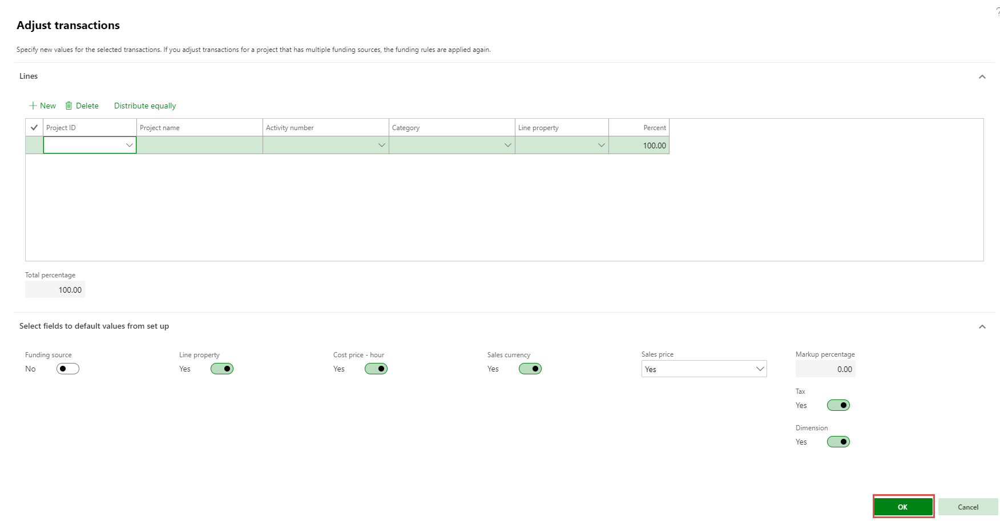 ?
Adjust transactions
Specify new values for the selected transactions. If you adjust transactions for a project that has multiple funding sources, the funding rules are applied again.
Lines
New Delete Distribute equally
Project ID Project name Activity number Category Line property Percent
100.00
Total percentage
100.00
Select fields to default values from set up
Funding source Line property Cost price - hour Sales currency Sales price Markup percentage
No Yes Yes Yes Yes 0.00
Tax
Yes
Dimension
Yes
OK Cancel